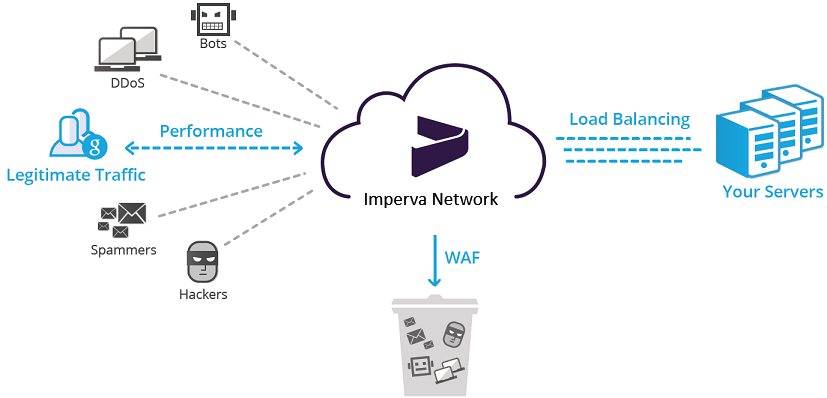 Bots
DDoS
Performance
Load Balancing
g
Legitimate Traffic
Your Servers
Imperva Network
Spammers
WAF
Hackers